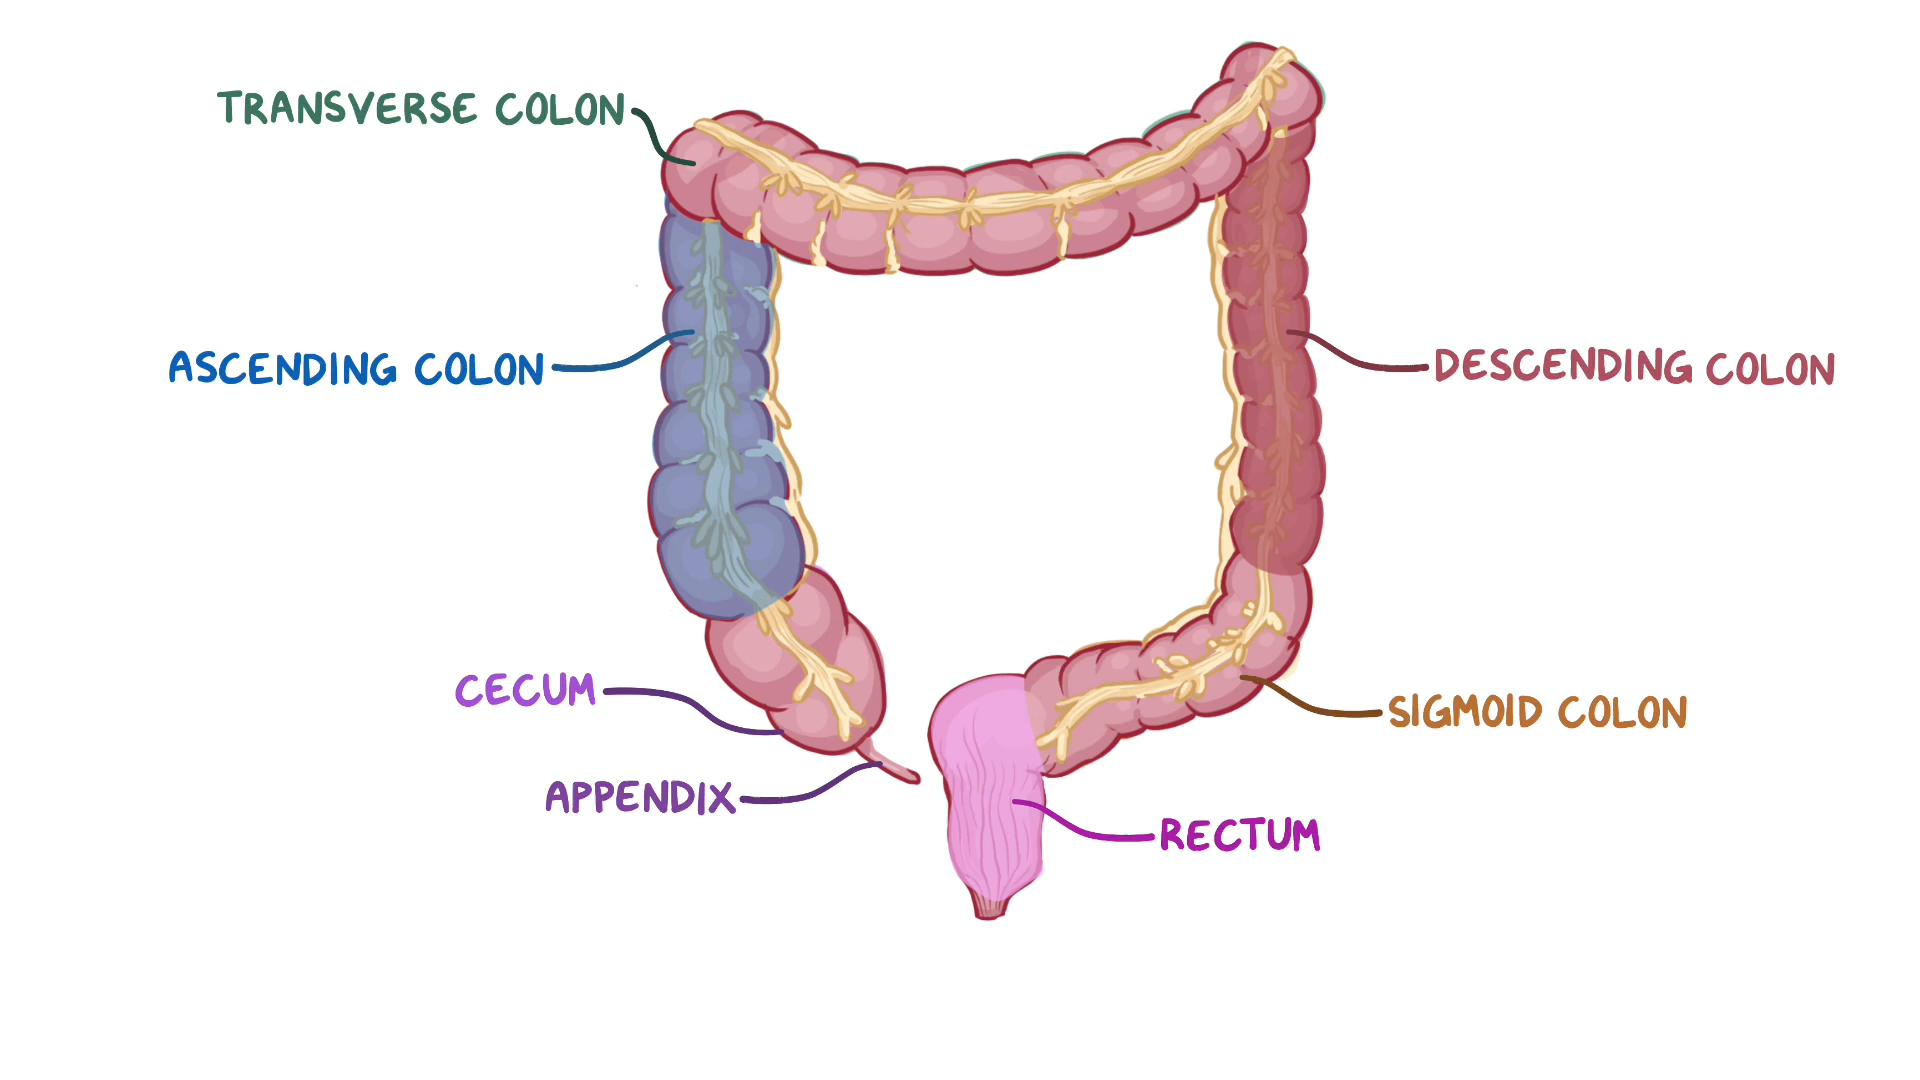 TRANSVERSE COLON
ASCENDING COLON
DESCENDING COLON
CECUM
SIGMOID COLON
APPENDIX
RECTUM